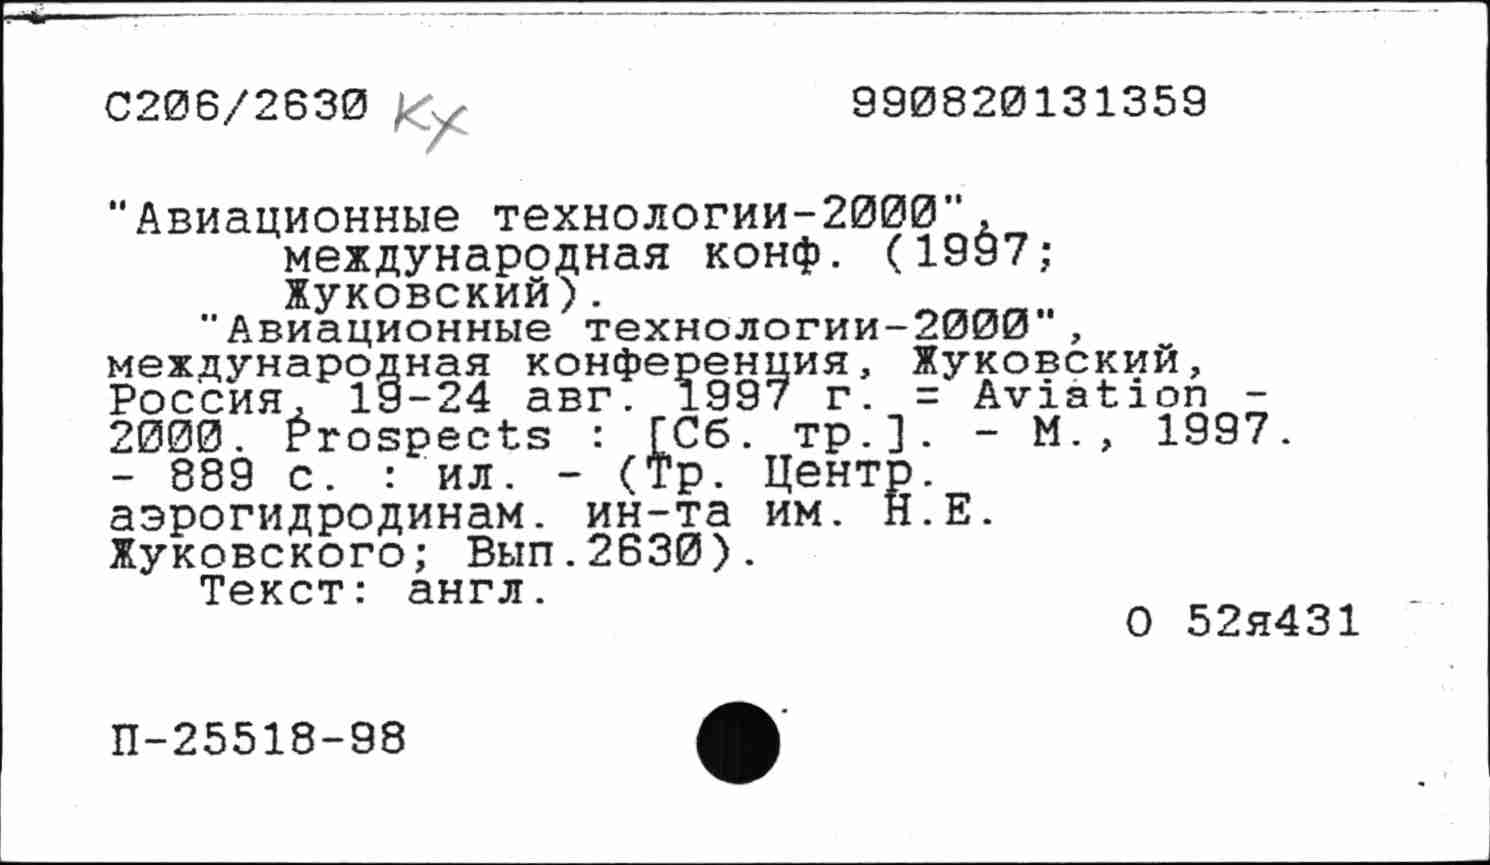 С206/2630 Кх 990820131359
"Авиационные технологии-2000",
международная конф. (1997;
Жуковский).
"Авиационные технологии-2000",
международная конференция, Жуковский,
Россия, 19-24 авг. 1997 г. = Aviation -
2000. Prospects : [Сб. тр.]. - М., 1997.
- 889 с. : ил. - (Тр. Центр.
аэрогидродинам. ин-та им. Н.Е.
Жуковского; Вып.2630).
Текст: англ.
О 52я431
П-25518-98